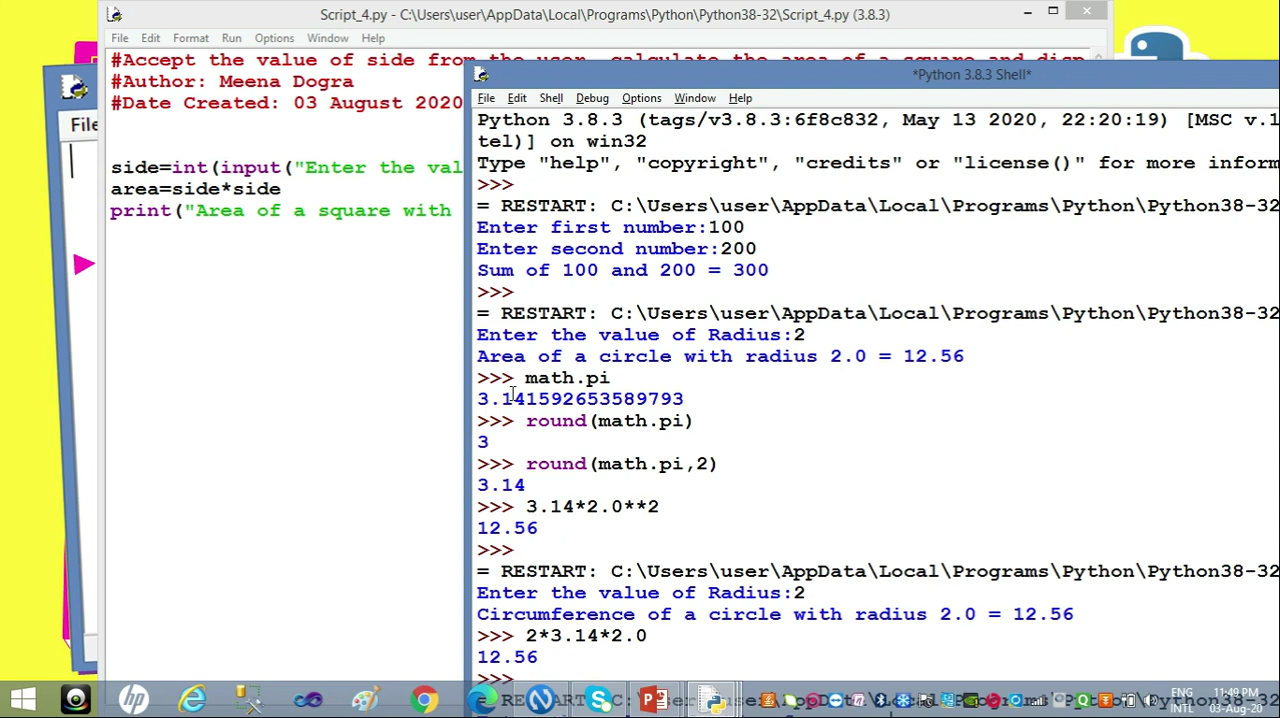 Script_4.py - C:\Users\user\AppData\Local\Programs\Python\Python38-32\Script_4.py (3.8.3)
File Edit Format Run Options Window Help
#Accept the value of side from the user, calculate the area of a square and disp
#Author: Meena Dogra
#Date Created: 03 August 2020
side=int(input("Enter the val
area=side*side
print("Area of a square with
File
*Python 3.8.3 Shell*
File Edit Shell Debug Options Window Help
Python 3.8.3 (tags/v3.8.3:6f8c832, May 13 2020, 22:20:19) [MSC v.1
tel)] on win32
Type "help", "copyright", "credits" or "license()" for more inform
>>>
= RESTART: C:\Users\user\AppData\Local\Programs\Python\Python38-32
Enter first number:100
Enter second number:200
Sum of 100 and 200 = 300
>>>
= RESTART: C:\Users\user\AppData\Local\Programs\Python\Python38-32
Enter the value of Radius:2
Area of a circle with radius 2.0 = 12.56
>>> math.pi
3.141592653589793
>>> round(math.pi)
3
>>> round(math.pi,2)
3.14
>>> 3.14*2.0**2
12.56
>>>
= RESTART: C:\Users\user\AppData\Local\Programs\Python\Python38-32
Enter the value of Radius:2
Circumference of a circle with radius 2.0 = 12.56
>>> 2*3.14*2.0
12.56
>>>
ENG
INTL
11:49 PM
03-Aug-20